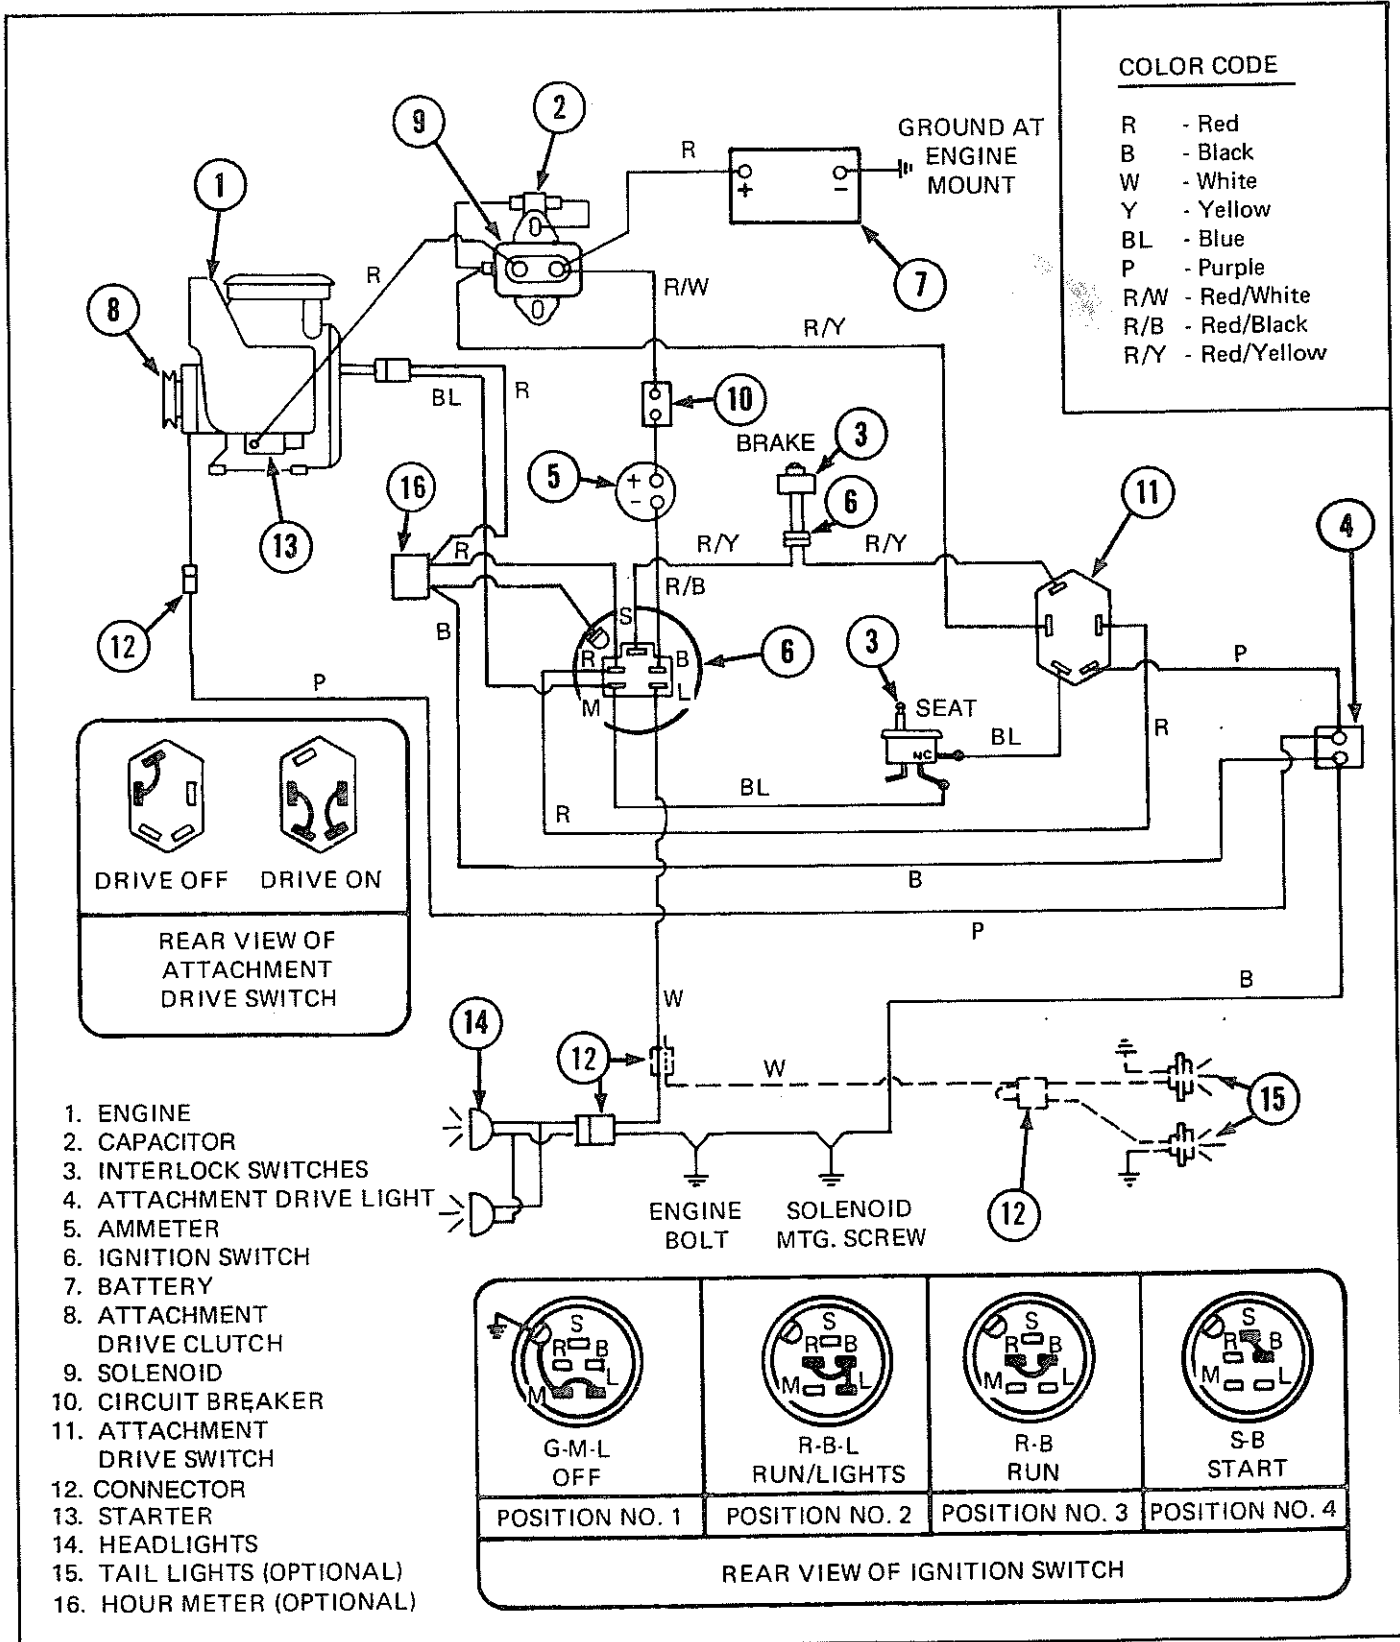 COLOR CODE
R - Red
B - Black
W - White
Y - Yellow
BL - Blue
P - Purple
R/W - Red/White
R/B - Red/Black
R/Y - Red/Yellow
2
9
1
8
R
R
+
−
GROUND AT
ENGINE
MOUNT
7
R/W
R/Y
BL
R
10
BRAKE
3
5
+
−
6
16
13
11
4
R
R/Y
R/Y
R/B
B
S
R
B
M
L
6
3
12
P
SEAT
NC
BL
P
R
BL
R
DRIVE OFF
DRIVE ON
REAR VIEW OF
ATTACHMENT
DRIVE SWITCH
B
P
B
W
14
12
W
15
12
ENGINE
BOLT
SOLENOID
MTG. SCREW
1. ENGINE
2. CAPACITOR
3. INTERLOCK SWITCHES
4. ATTACHMENT DRIVE LIGHT
5. AMMETER
6. IGNITION SWITCH
7. BATTERY
8. ATTACHMENT
DRIVE CLUTCH
9. SOLENOID
10. CIRCUIT BREAKER
11. ATTACHMENT
DRIVE SWITCH
12. CONNECTOR
13. STARTER
14. HEADLIGHTS
15. TAIL LIGHTS (OPTIONAL)
16. HOUR METER (OPTIONAL)
S
R B
M L
G-M-L
OFF
POSITION NO. 1
S
R B
M L
R-B-L
RUN/LIGHTS
POSITION NO. 2
S
R B
M L
R-B
RUN
POSITION NO. 3
S
R B
M L
S-B
START
POSITION NO. 4
REAR VIEW OF IGNITION SWITCH